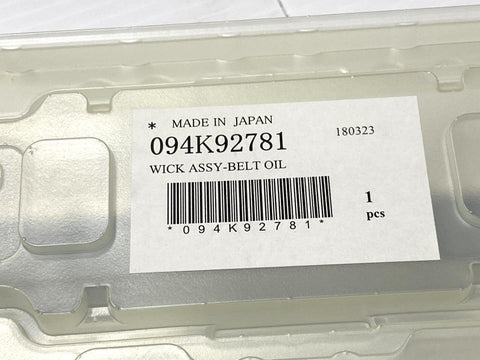 * MADE IN JAPAN
094K92781
180323
WICK ASSY-BELT OIL
*094K92781*
1
pcs